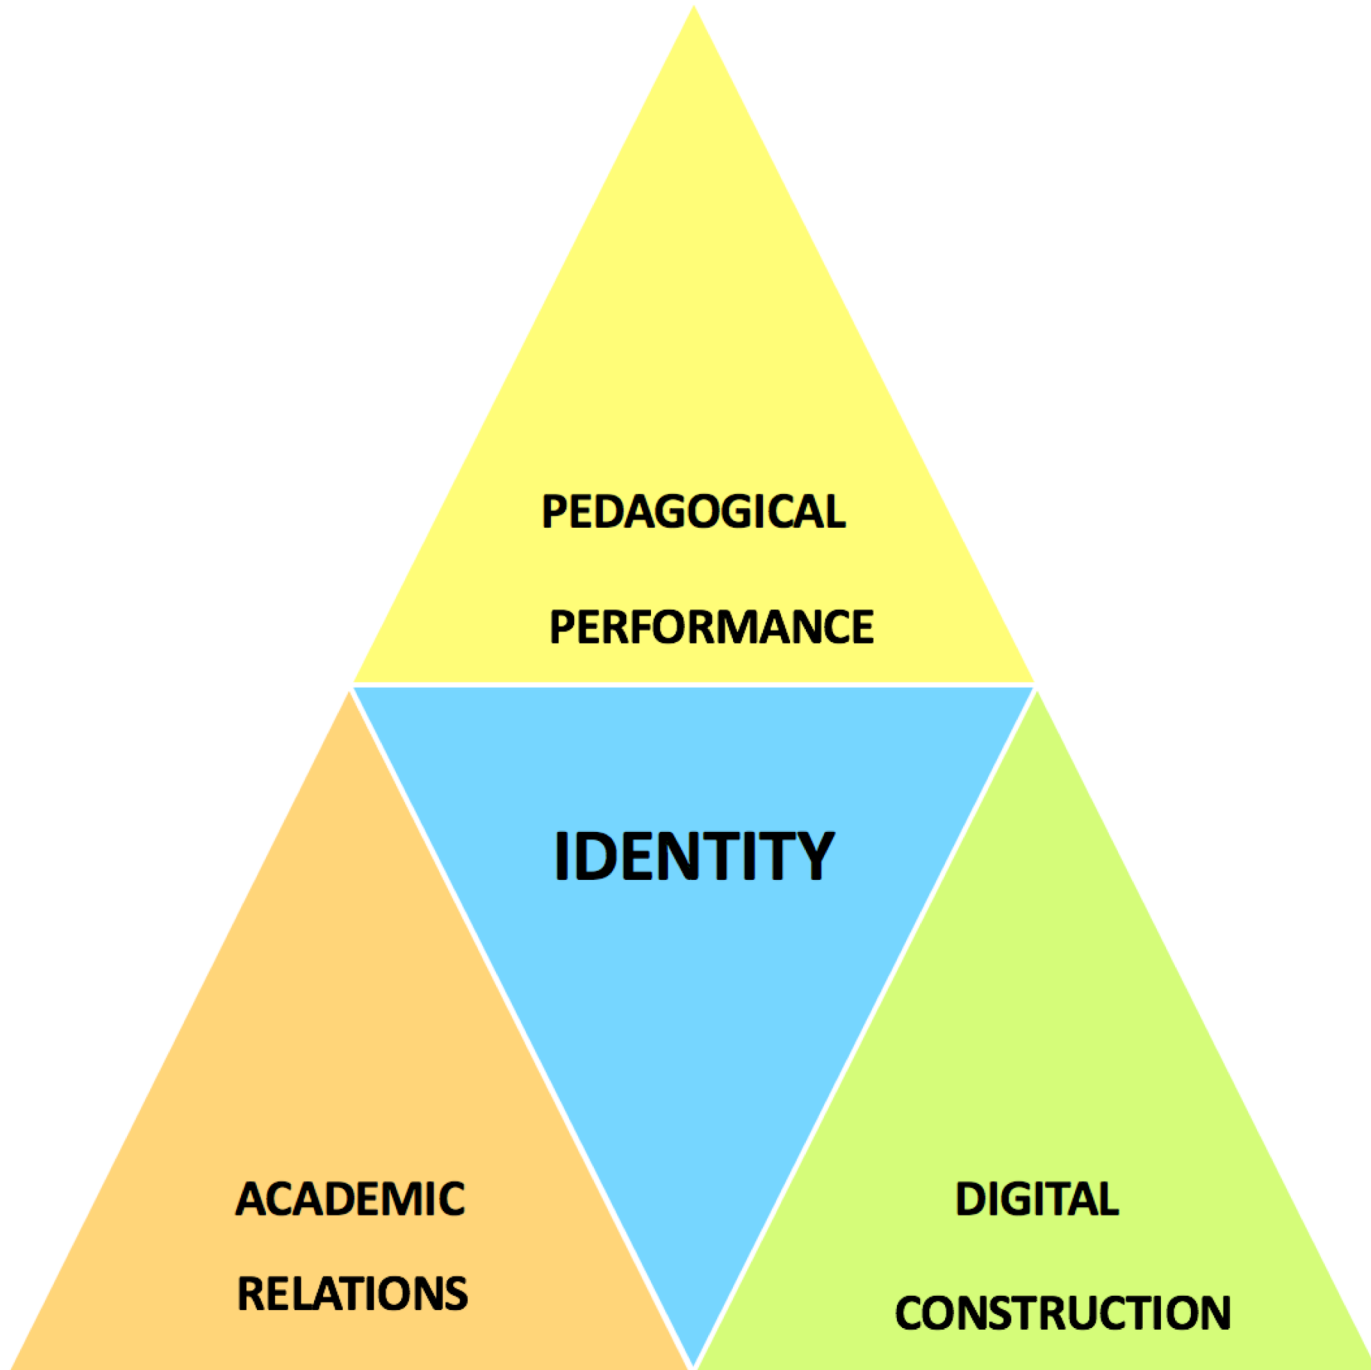 PEDAGOGICAL
PERFORMANCE
IDENTITY
ACADEMIC
RELATIONS
DIGITAL
CONSTRUCTION